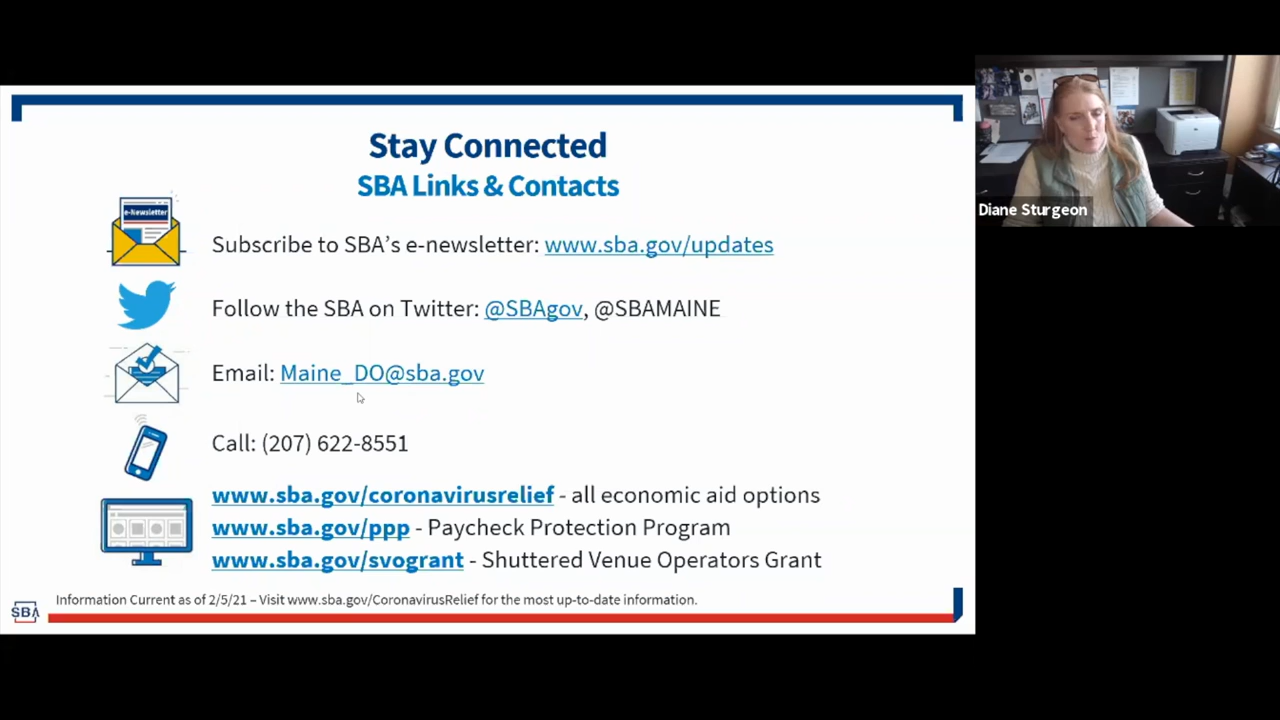 Stay Connected
SBA Links & Contacts
e-Newsletter
Subscribe to SBA's e-newsletter: www.sba.gov/updates
Follow the SBA on Twitter: @SBAgov, @SBAMAINE
Email: Maine_DO@sba.gov
Call: (207) 622-8551
www.sba.gov/coronavirusrelief - all economic aid options
www.sba.gov/ppp - Paycheck Protection Program
www.sba.gov/svogrant - Shuttered Venue Operators Grant
Information Current as of 2/5/21 – Visit www.sba.gov/CoronavirusRelief for the most up-to-date information.
SBA
Diane Sturgeon